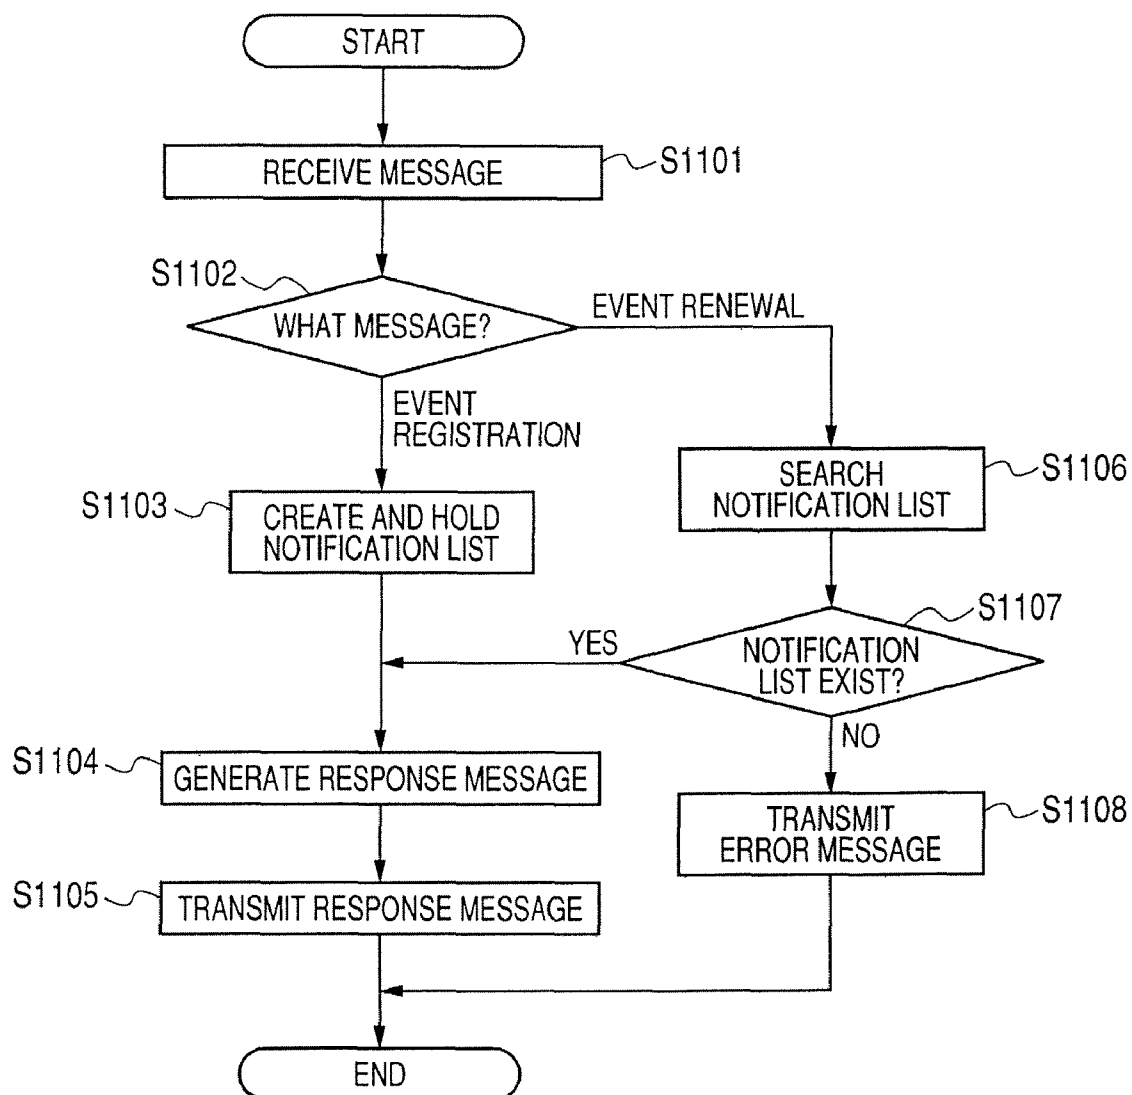 START
RECEIVE MESSAGE
S1101
S1102
WHAT MESSAGE?
EVENT RENEWAL
EVENT
REGISTRATION
S1103
CREATE AND HOLD
NOTIFICATION LIST
SEARCH
NOTIFICATION LIST
S1106
S1107
YES
NOTIFICATION
LIST EXIST?
NO
S1104
GENERATE RESPONSE MESSAGE
TRANSMIT
ERROR MESSAGE
S1108
S1105
TRANSMIT RESPONSE MESSAGE
END